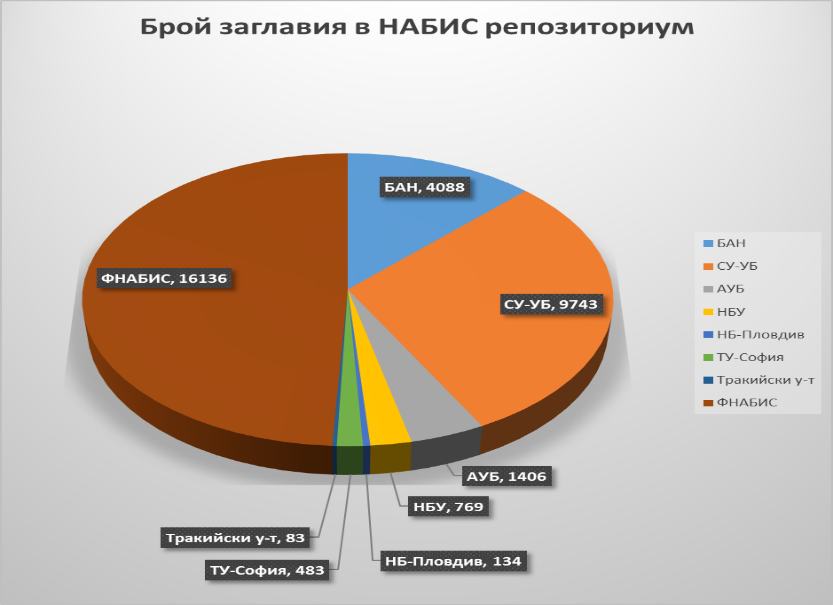 Брой заглавия в НАБИС репозиториум
БАН, 4088
ФНАБИС, 16136
СУ-УБ, 9743
АУБ, 1406
НБУ, 769
Тракийски у-т, 83
НБ-Пловдив, 134
ТУ-София, 483
БАН
СУ-УБ
АУБ
НБУ
НБ-Пловдив
ТУ-София
Тракийски у-т
ФНАБИС